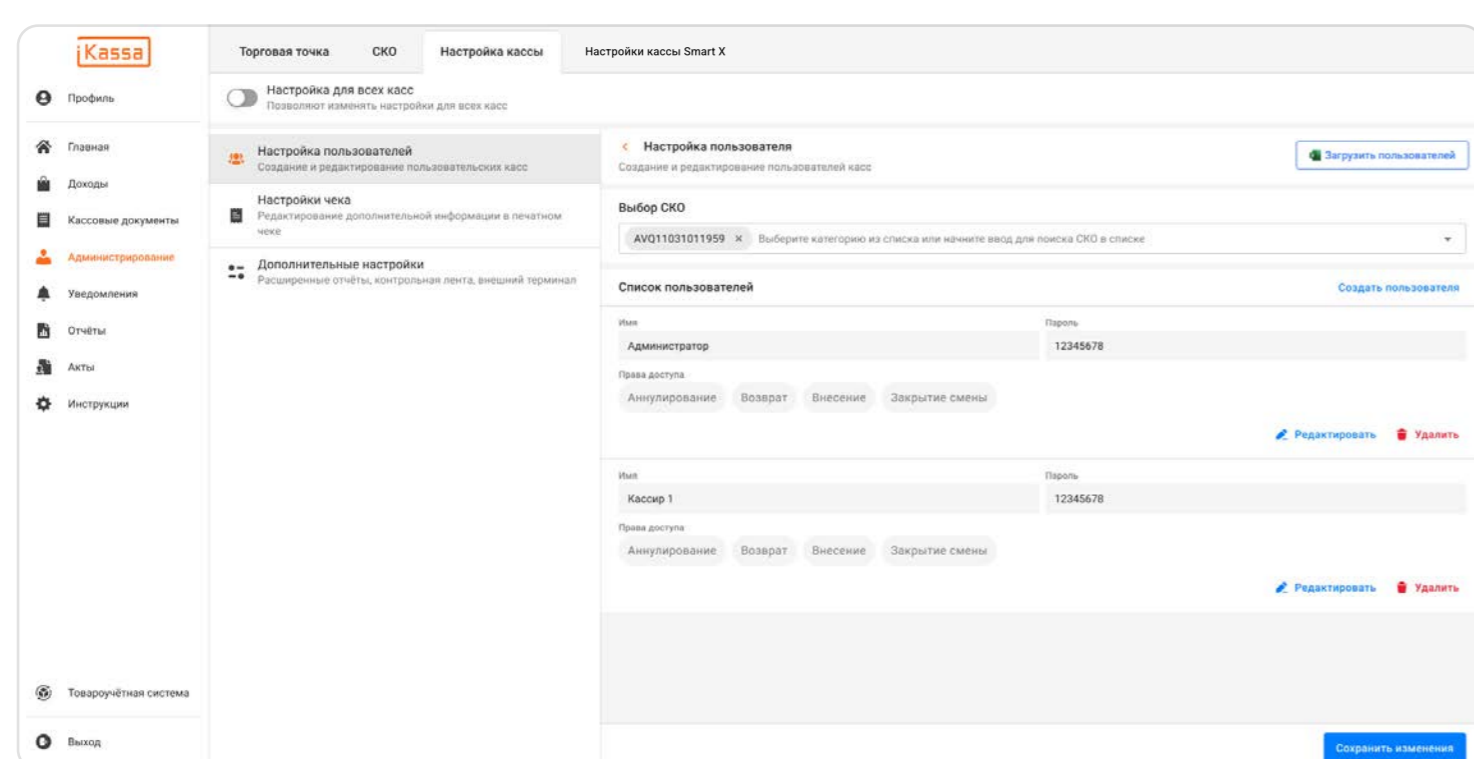 iKassa
Торговая точка СКО Настройка кассы Настройки кассы Smart X
Профиль
Настройка для всех касс
Позволяют изменять настройки для всех касс
Главная
Доходы
Кассовые документы
Администрирование
Уведомления
Отчёты
Акты
Инструкции
Товароучётная система
Выход
Настройка пользователей
Создание и редактирование пользовательских касс
Настройки чека
Редактирование дополнительной информации в печатном
чеке
Дополнительные настройки
Расширенные отчёты, контрольная лента, внешний терминал
Настройка пользователя
Создание и редактирование пользователей касс
Загрузить пользователей
Выбор СКО
AVQ11031011959 × Выберите категорию из списка или начните ввод для поиска СКО в списке
Список пользователей Создать пользователя
Имя Пароль
Администратор 12345678
Права доступа
Аннулирование Возврат Внесение Закрытие смены
Редактировать Удалить
Имя Пароль
Кассир 1 12345678
Права доступа
Аннулирование Возврат Внесение Закрытие смены
Редактировать Удалить
Сохранить изменения